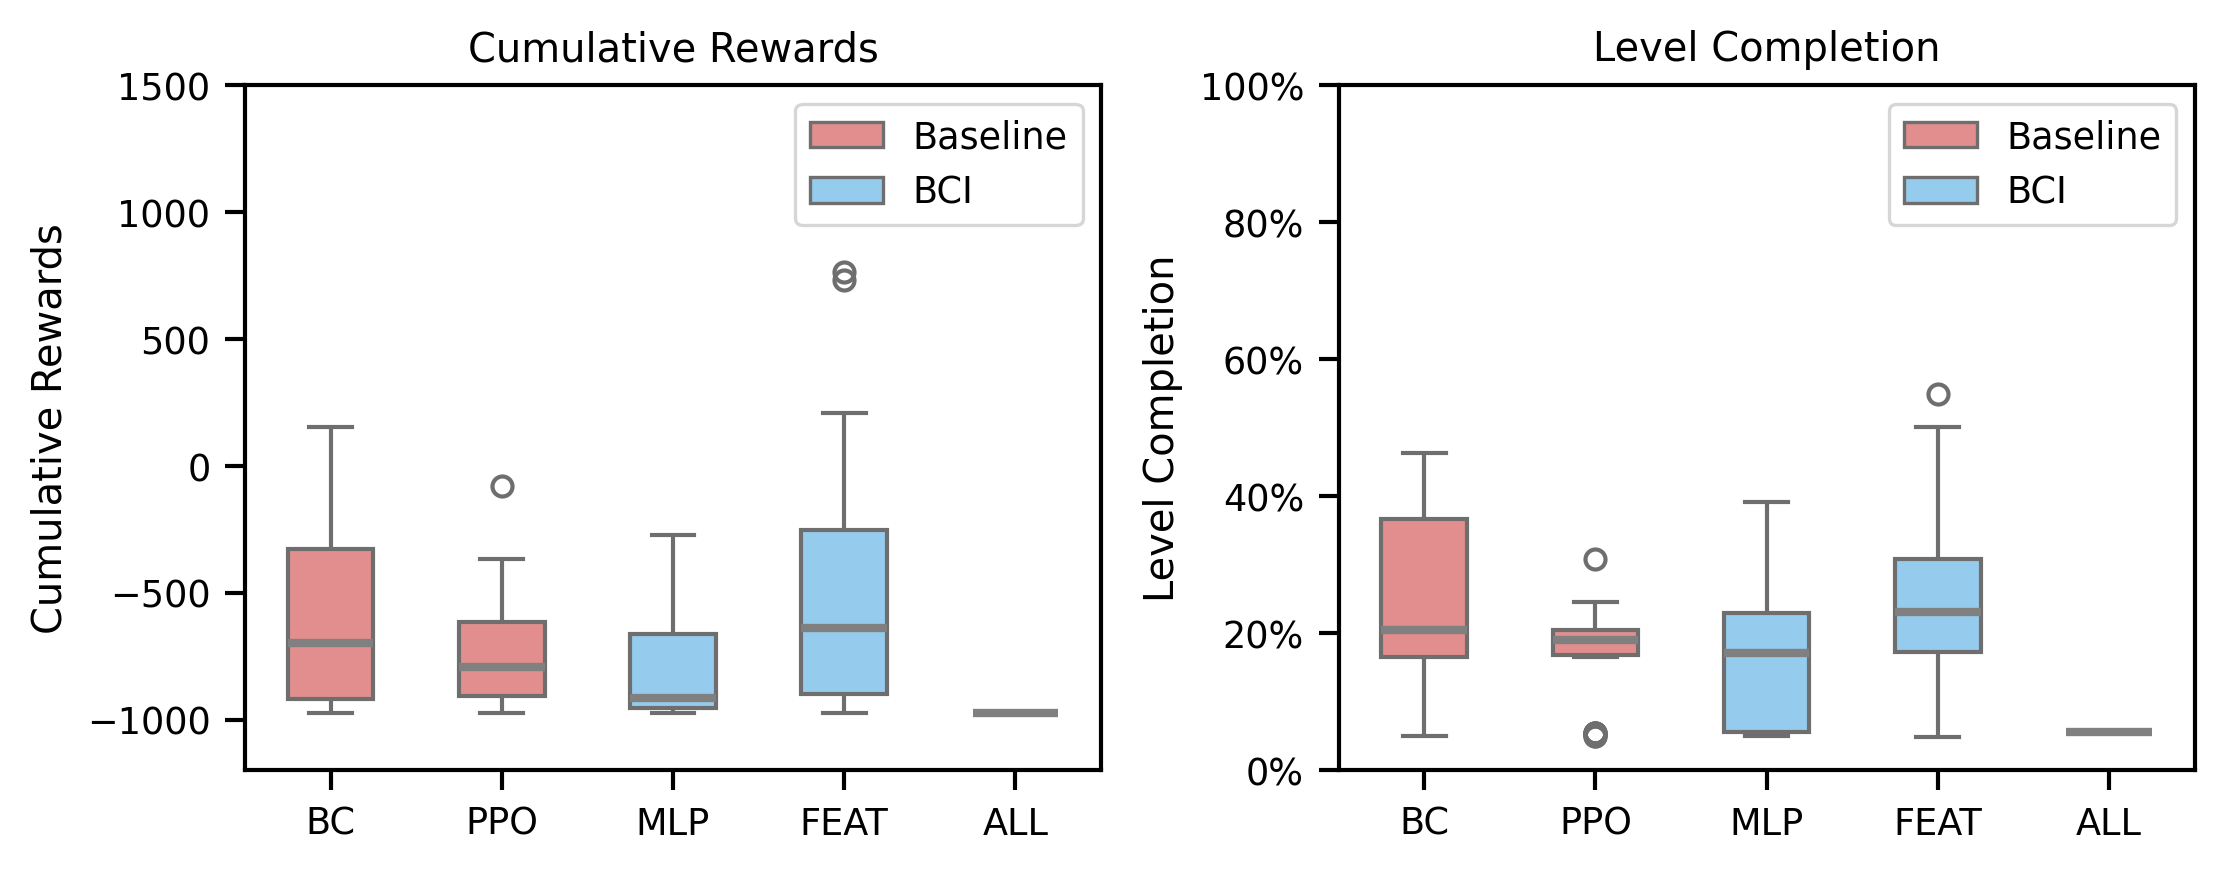 Cumulative Rewards
Cumulative Rewards
1500
1000
500
0
−500
−1000
BC
PPO
MLP
FEAT
ALL
Baseline
BCI
Level Completion
Level Completion
100%
80%
60%
40%
20%
0%
BC
PPO
MLP
FEAT
ALL
Baseline
BCI